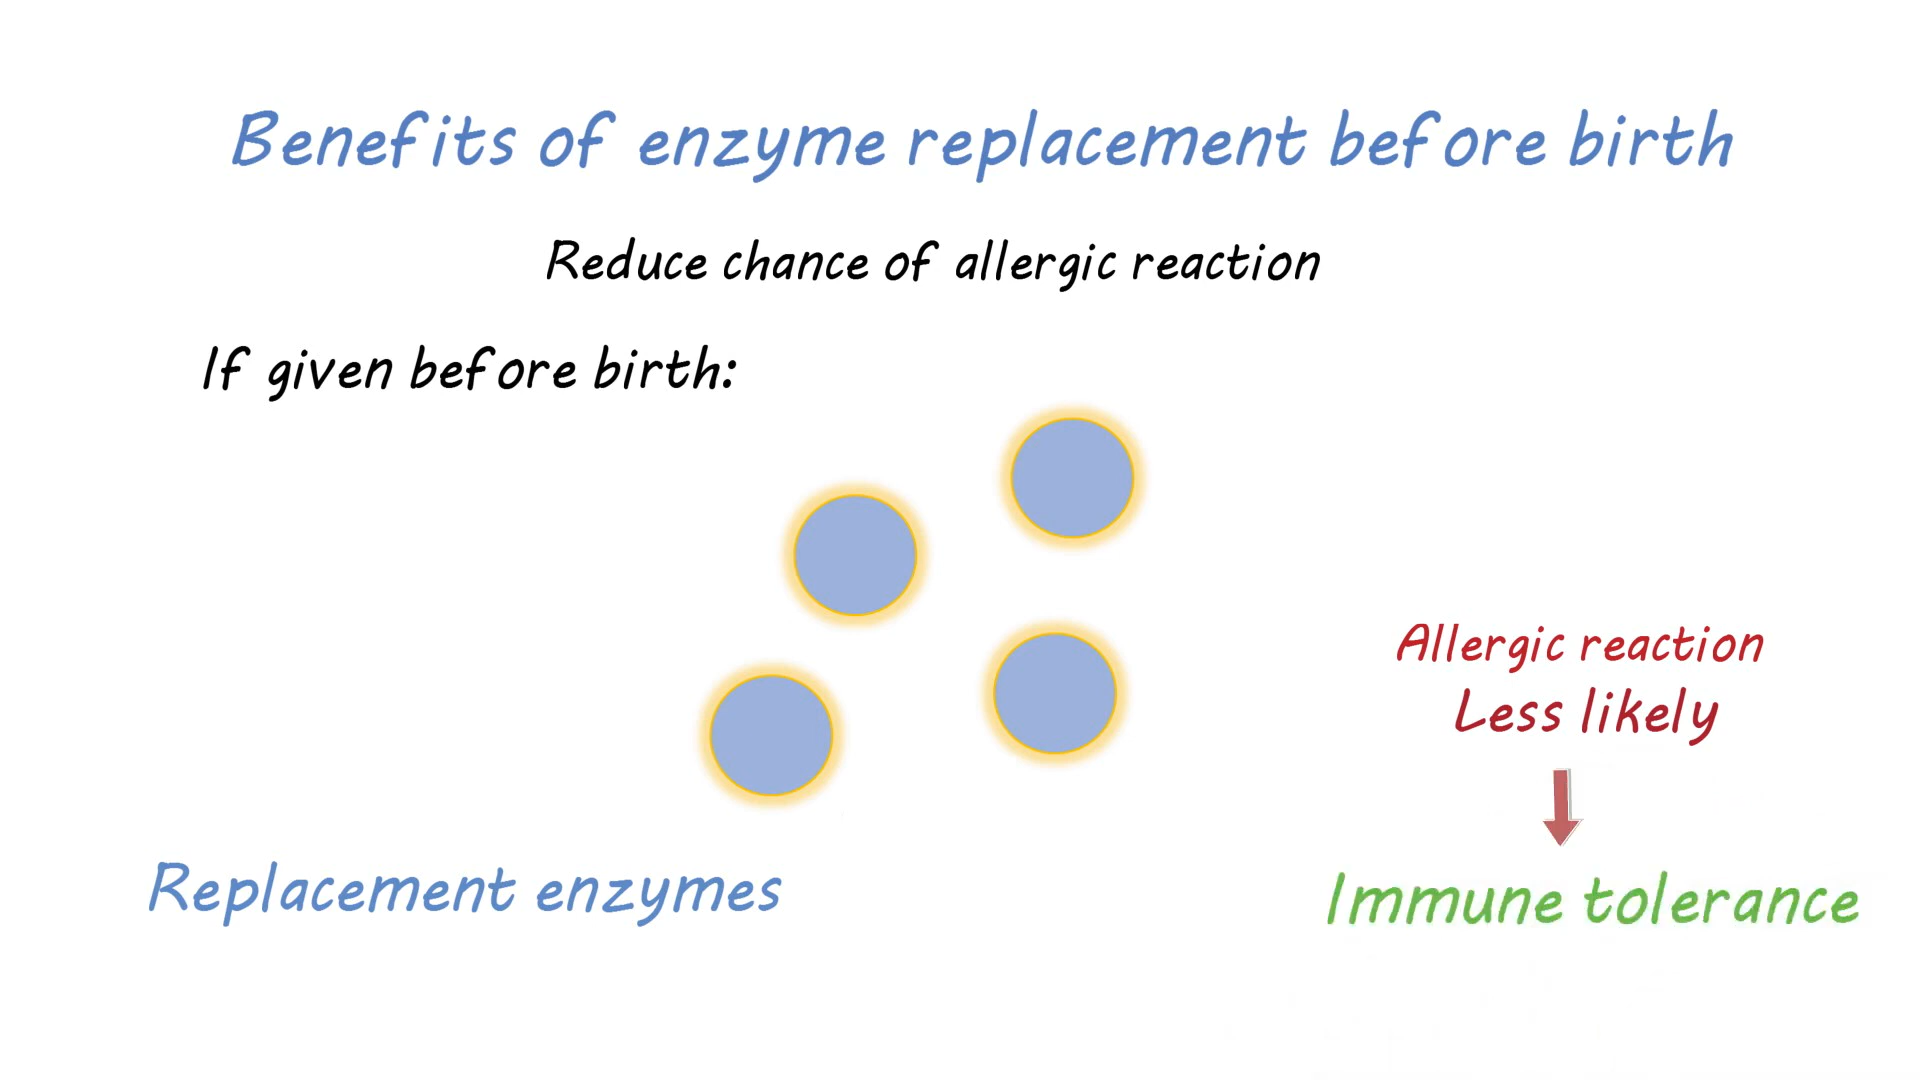 Benefits of enzyme replacement before birth
Reduce chance of allergic reaction
If given before birth:
Allergic reaction
Less likely
Replacement enzymes
Immune tolerance